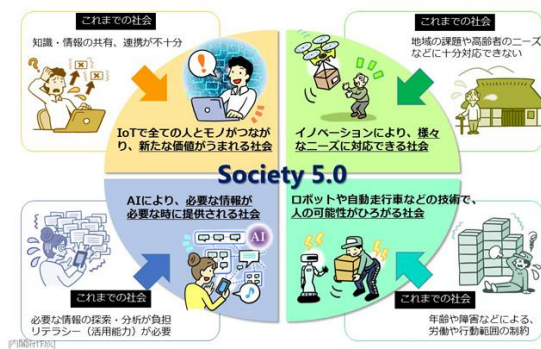 これまでの社会
知識・情報の共有、連携が不十分
IoTで全ての人とモノがつなが
り、新たな価値がうまれる社会
これまでの社会
地域の課題や高齢者のニーズ
などに十分対応できない
イノベーションにより、様々
なニーズに対応できる社会
Society 5.0
AIにより、必要な情報が
必要な時に提供される社会
AI
これまでの社会
必要な情報の探索・分析が負担
リテラシー（活用能力）が必要
ロボットや自動走行車などの技術で、
人の可能性がひろがる社会
これまでの社会
年齢や障害などによる、
労働や行動範囲の制約
[内閣府作成]